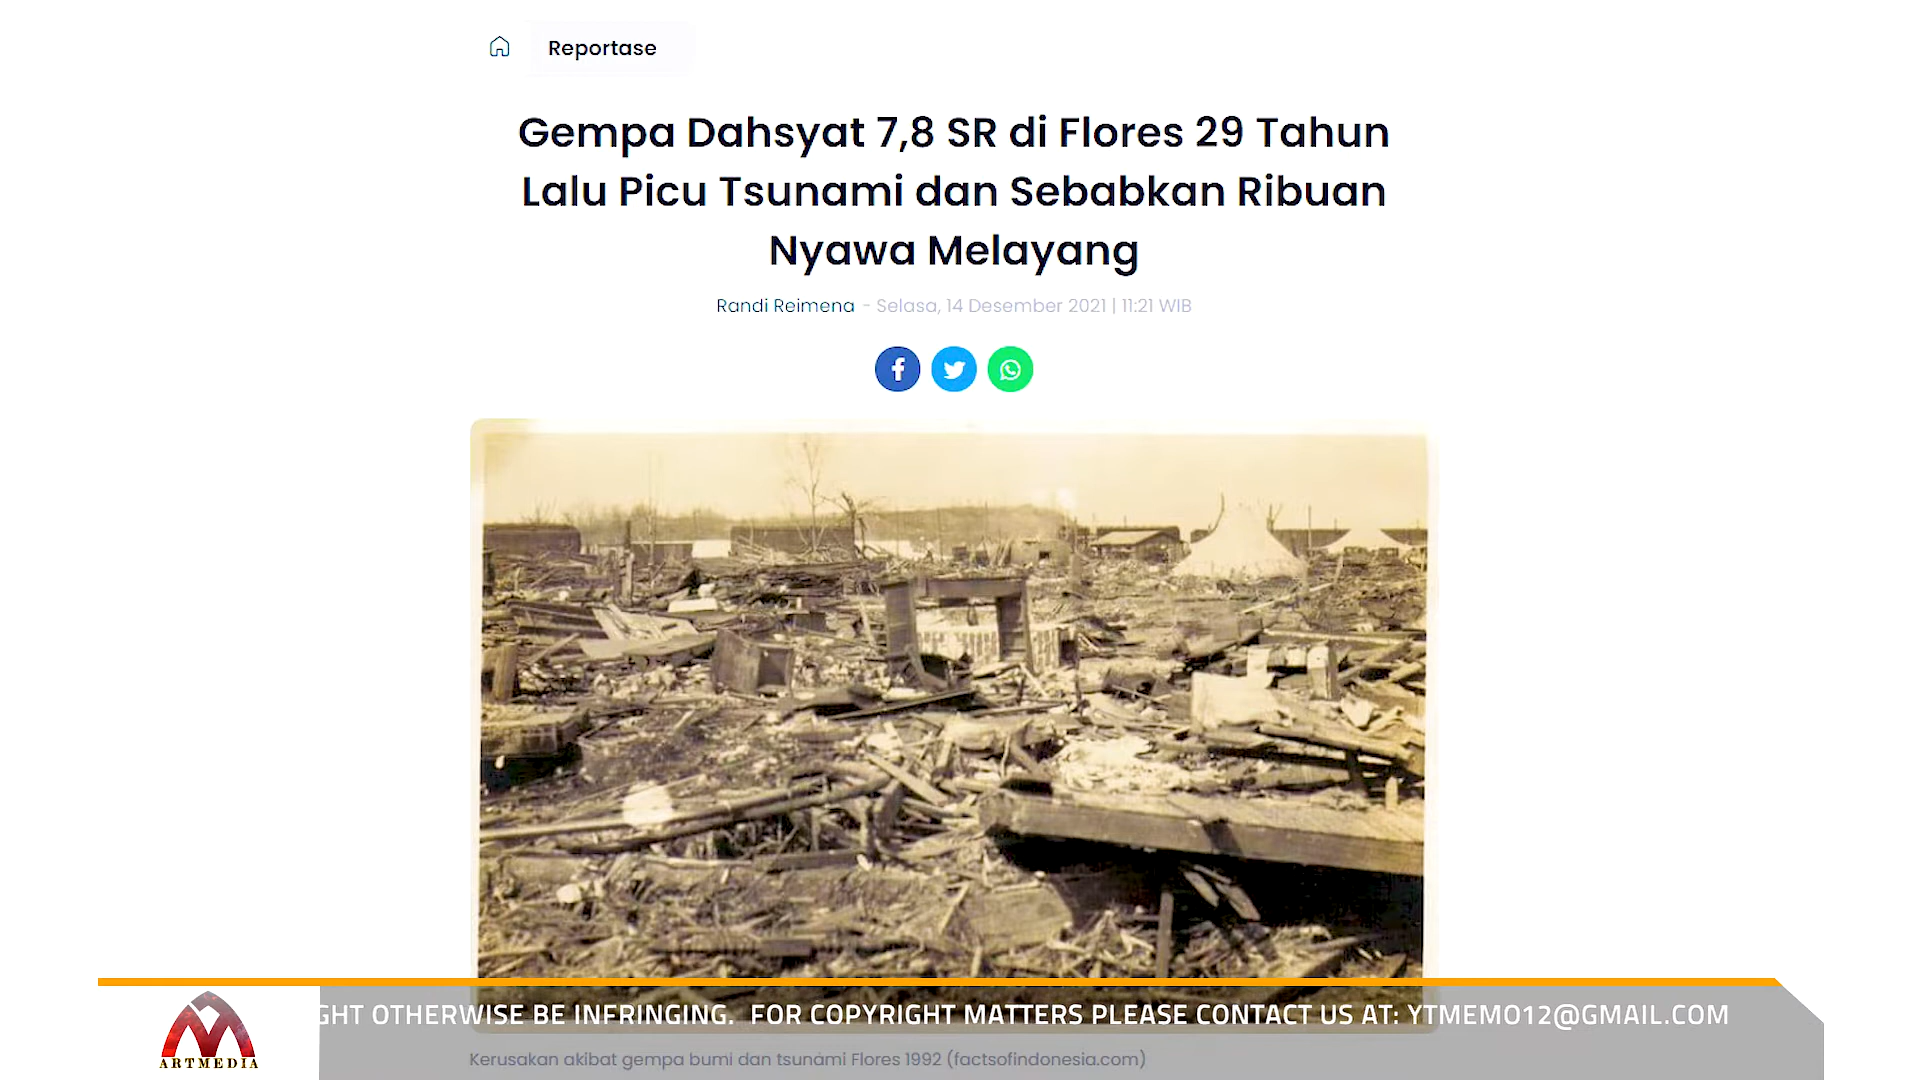 Reportase
Gempa Dahsyat 7,8 SR di Flores 29 Tahun
Lalu Picu Tsunami dan Sebabkan Ribuan
Nyawa Melayang
Randi Reimena - Selasa, 14 Desember 2021 | 11:21 WIB
GHT OTHERWISE BE INFRINGING. FOR COPYRIGHT MATTERS PLEASE CONTACT US AT: YTMEMO12@GMAIL.COM
ARTMEDIA
Kerusakan akibat gempa bumi dan tsunami Flores 1992 (factsofindonesia.com)